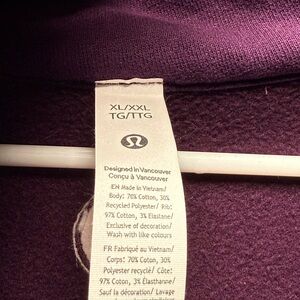 XL/XXL
TG/TTG
Designed in Vancouver
Conçu à Vancouver
EN Made in Vietnam/
Body: 70% Cotton, 30%
Recycled Polyester/ Rib:
97% Cotton, 3% Elastane/
Exclusive of decoration/
Wash with like colours
FR Fabriqué au Vietnam/
Corps: 70% Coton, 30%
Polyester recyclé/ Côte:
97% Coton, 3% Élasthanne/
Sauf la décoration/ Lavage